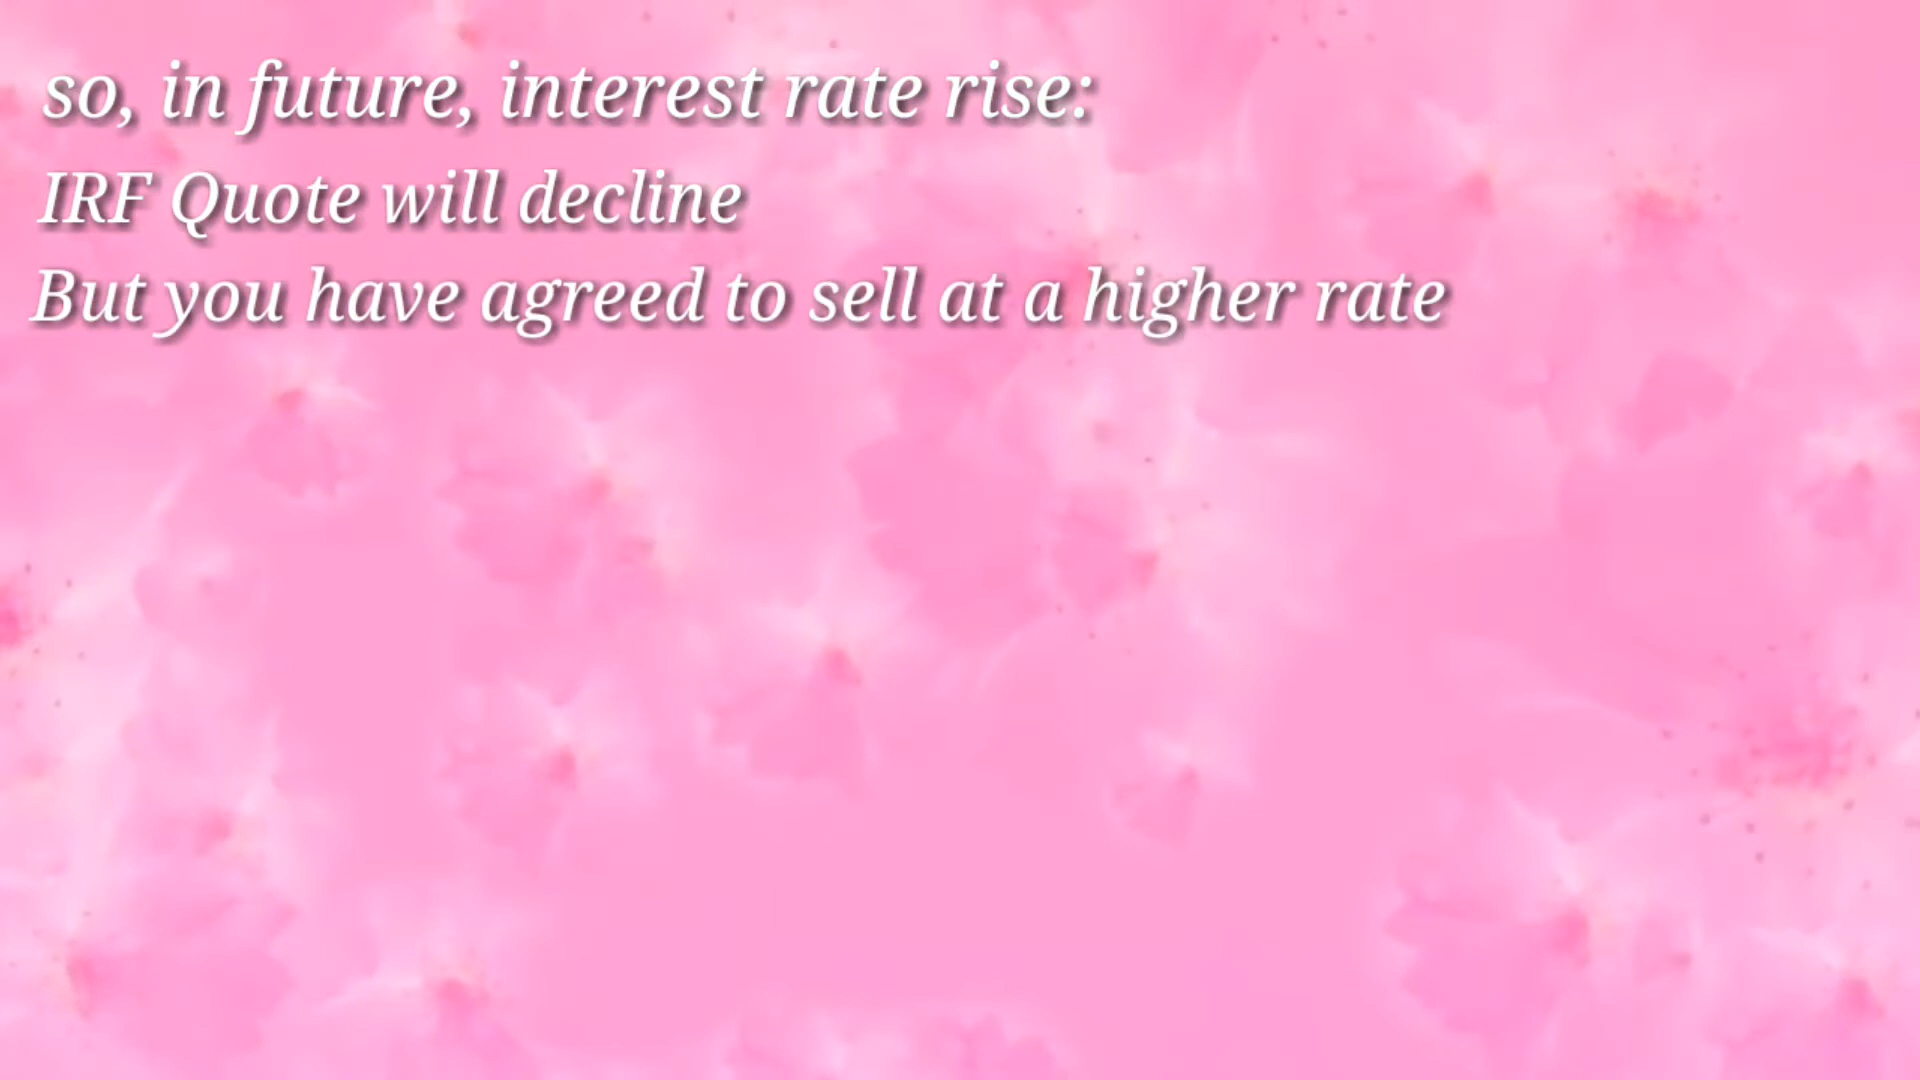 so, in future, interest rate rise:
IRF Quote will decline
But you have agreed to sell at a higher rate